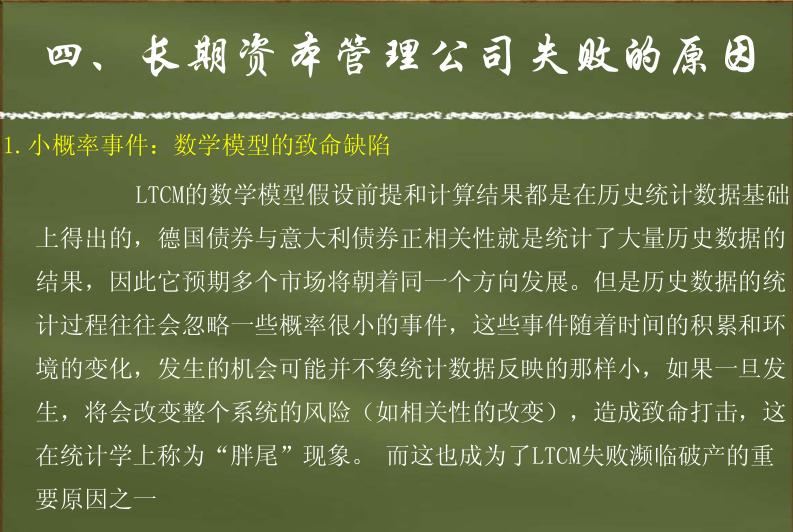 四、长期资本管理公司失败的原因
1.小概率事件：数学模型的致命缺陷
LTCM的数学模型假设前提和计算结果都是在历史统计数据基础
上得出的，德国债券与意大利债券正相关性就是统计了大量历史数据的
结果，因此它预期多个市场将朝着同一个方向发展。但是历史数据的统
计过程往往会忽略一些概率很小的事件，这些事件随着时间的积累和环
境的变化，发生的机会可能并不象统计数据反映的那样小，如果一旦发
生，将会改变整个系统的风险（如相关性的改变），造成致命打击，这
在统计学上称为“胖尾”现象。 而这也成为了LTCM失败濒临破产的重
要原因之一